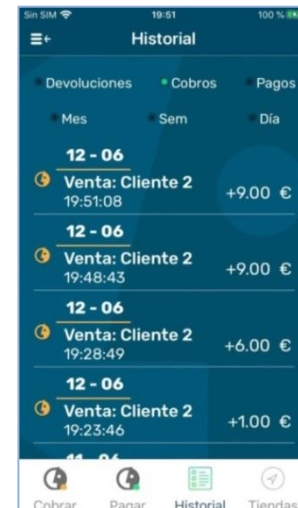 Sin SIM 19:51 100 %
Historial
Devoluciones Cobros Pagos
Mes Sem Día
12 - 06
Venta: Cliente 2
19:51:08
+9.00 €
12 - 06
Venta: Cliente 2
19:48:43
+9.00 €
12 - 06
Venta: Cliente 2
19:28:49
+6.00 €
12 - 06
Venta: Cliente 2
19:23:46
+1.00 €
Cobrar Pagar Historial Tiendas